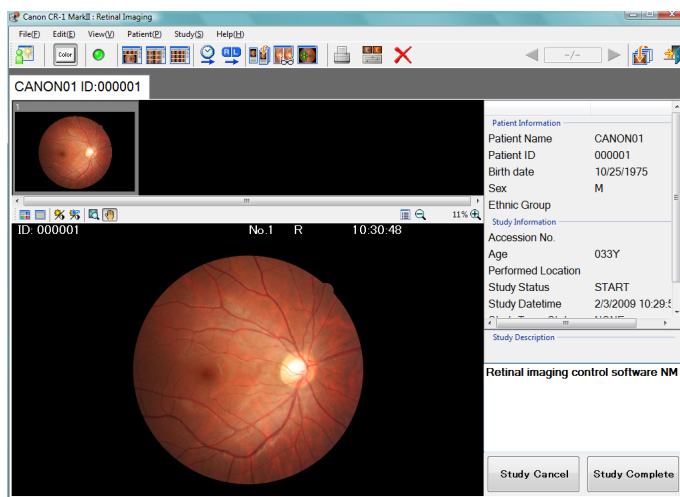 Canon CR-1 MarkII : Retinal Imaging
File(F) Edit(E) View(V) Patient(P) Study(S) Help(H)
Color
-/-
CANON01 ID:000001
1
11%
ID: 000001 No.1 R 10:30:48
Patient Information
Patient Name CANON01
Patient ID 000001
Birth date 10/25/1975
Sex M
Ethnic Group
Study Information
Accession No.
Age 033Y
Performed Location
Study Status START
Study Datetime 2/3/2009 10:29:5
Study Description
Retinal imaging control software NM
Study Cancel Study Complete